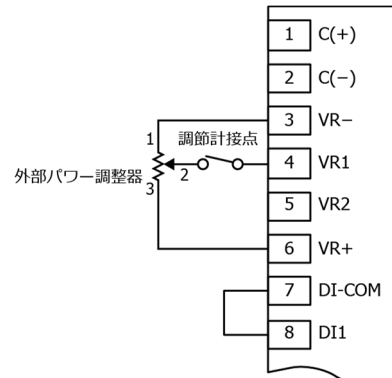 1 C(+)
2 C(−)
3 VR−
1 調節計接点
4 VR1
2
外部パワー調整器 3
5 VR2
6 VR+
7 DI-COM
8 DI1